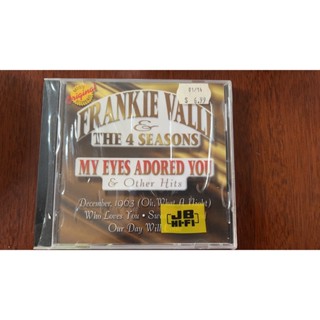 Original
FRANKIE VALLI
&
THE 4 SEASONS
MY EYES ADORED YOU
& Other Hits
December, 1963 (Oh, What A Night)
Who Loves You •
Our Day Will
JB
HI-FI